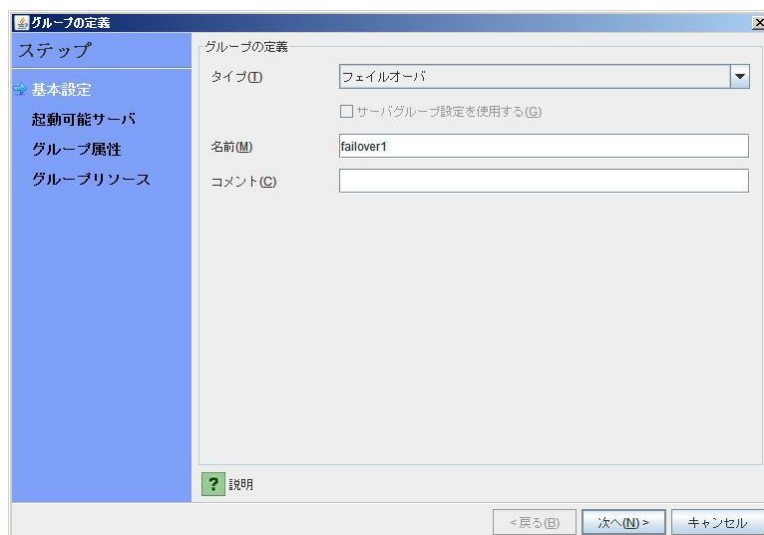 グループの定義
ステップ
基本設定
起動可能サーバ
グループ属性
グループリソース
グループの定義
タイプ(T) フェイルオーバ
サーバグループ設定を使用する(G)
名前(M) failover1
コメント(C)
? 説明
<戻る(B) 次へ(N)> キャンセル